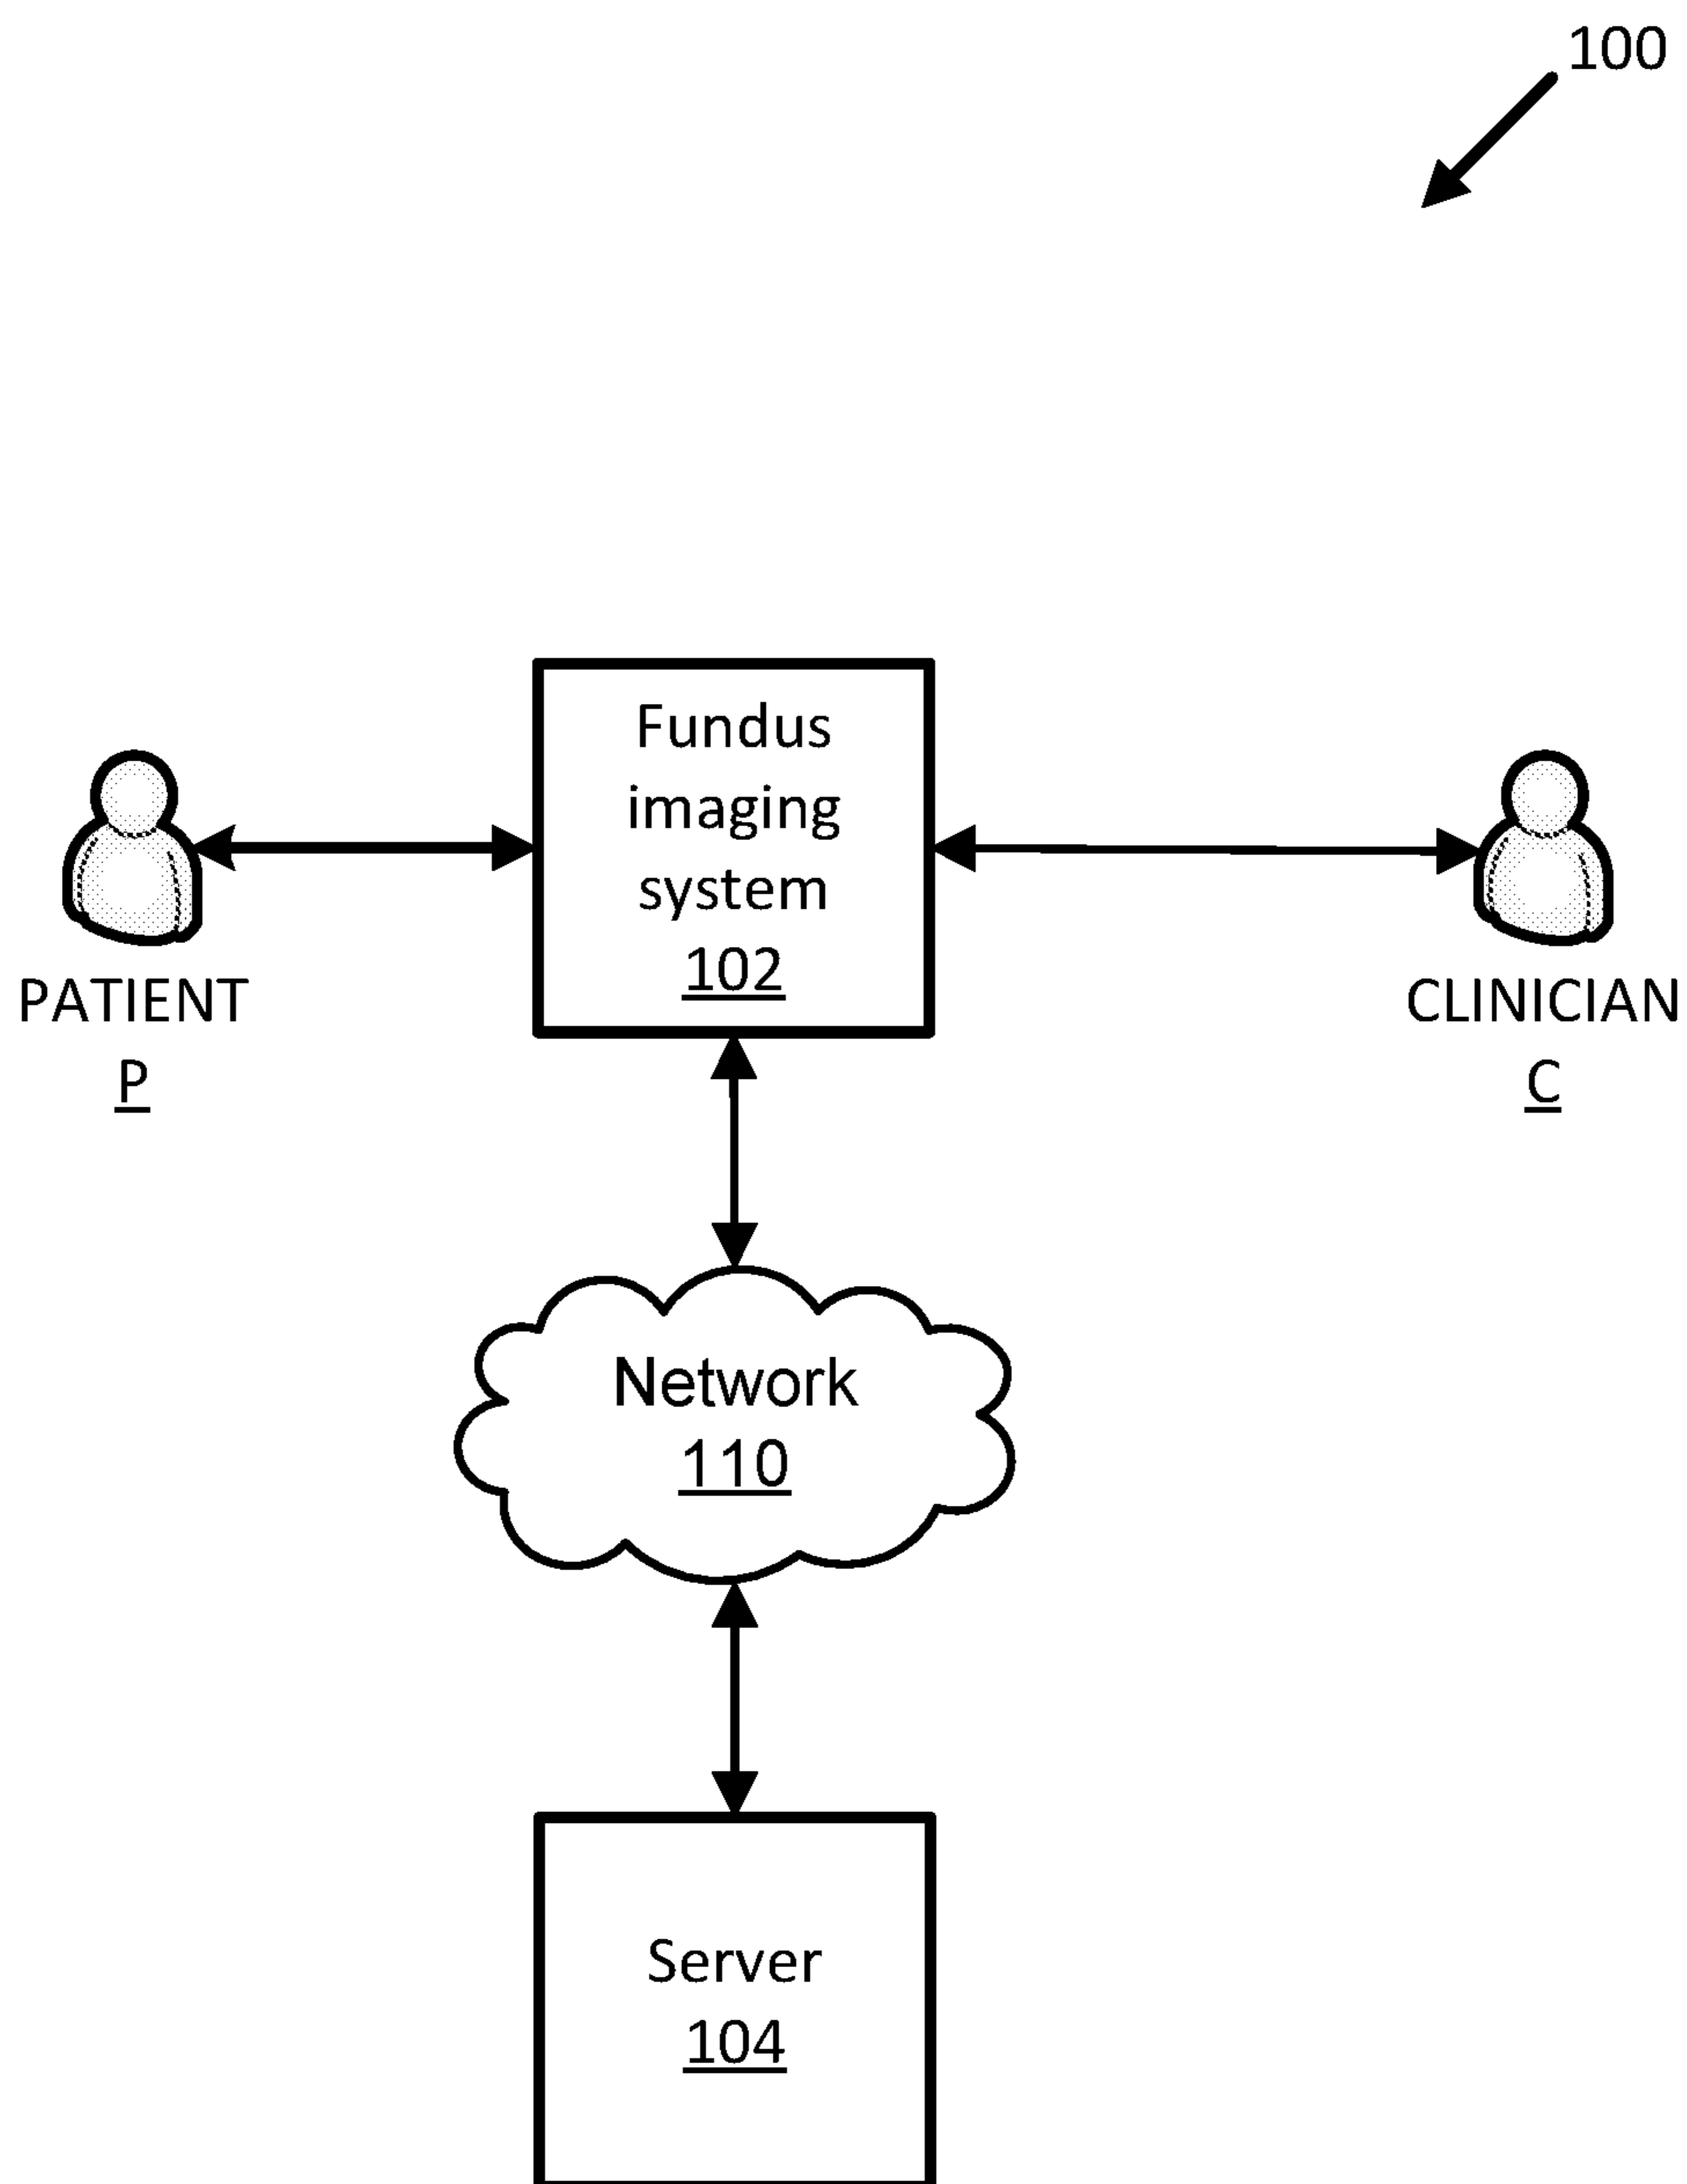 100
Fundus
imaging
system
102
PATIENT
P
CLINICIAN
C
Network
110
Server
104